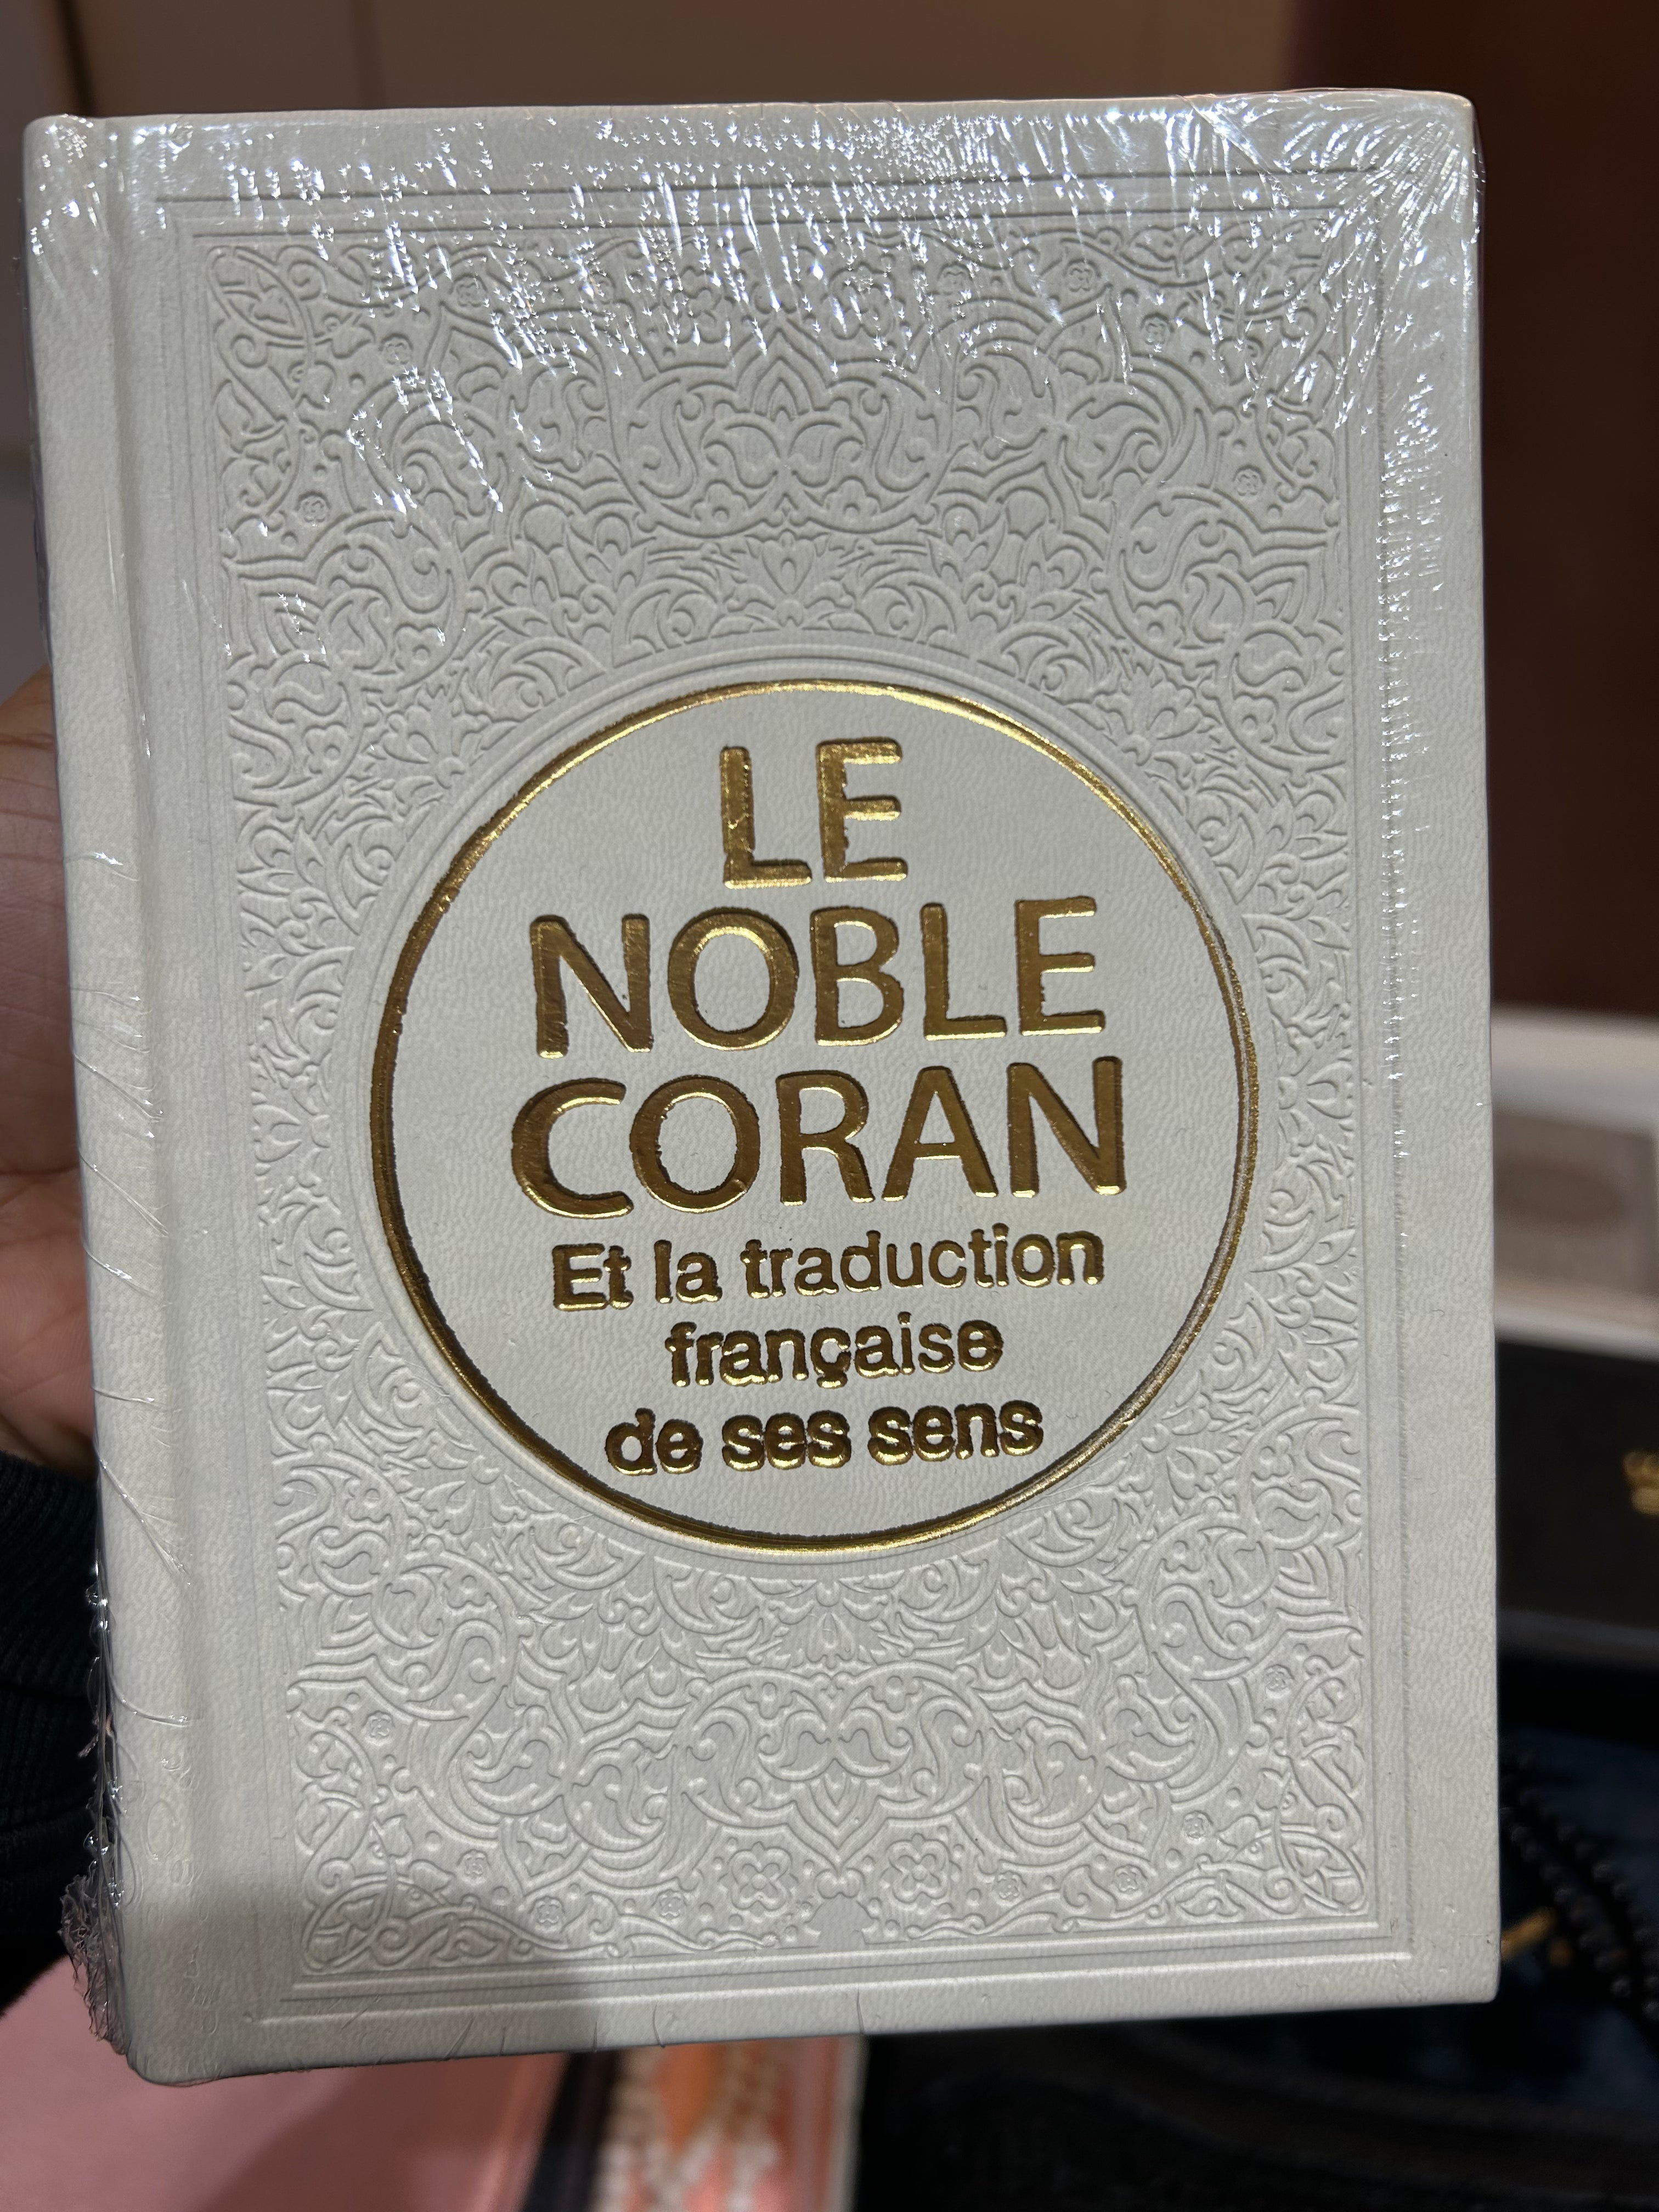 LE
NOBLE
CORAN
Et la traduction
française
de ses sens